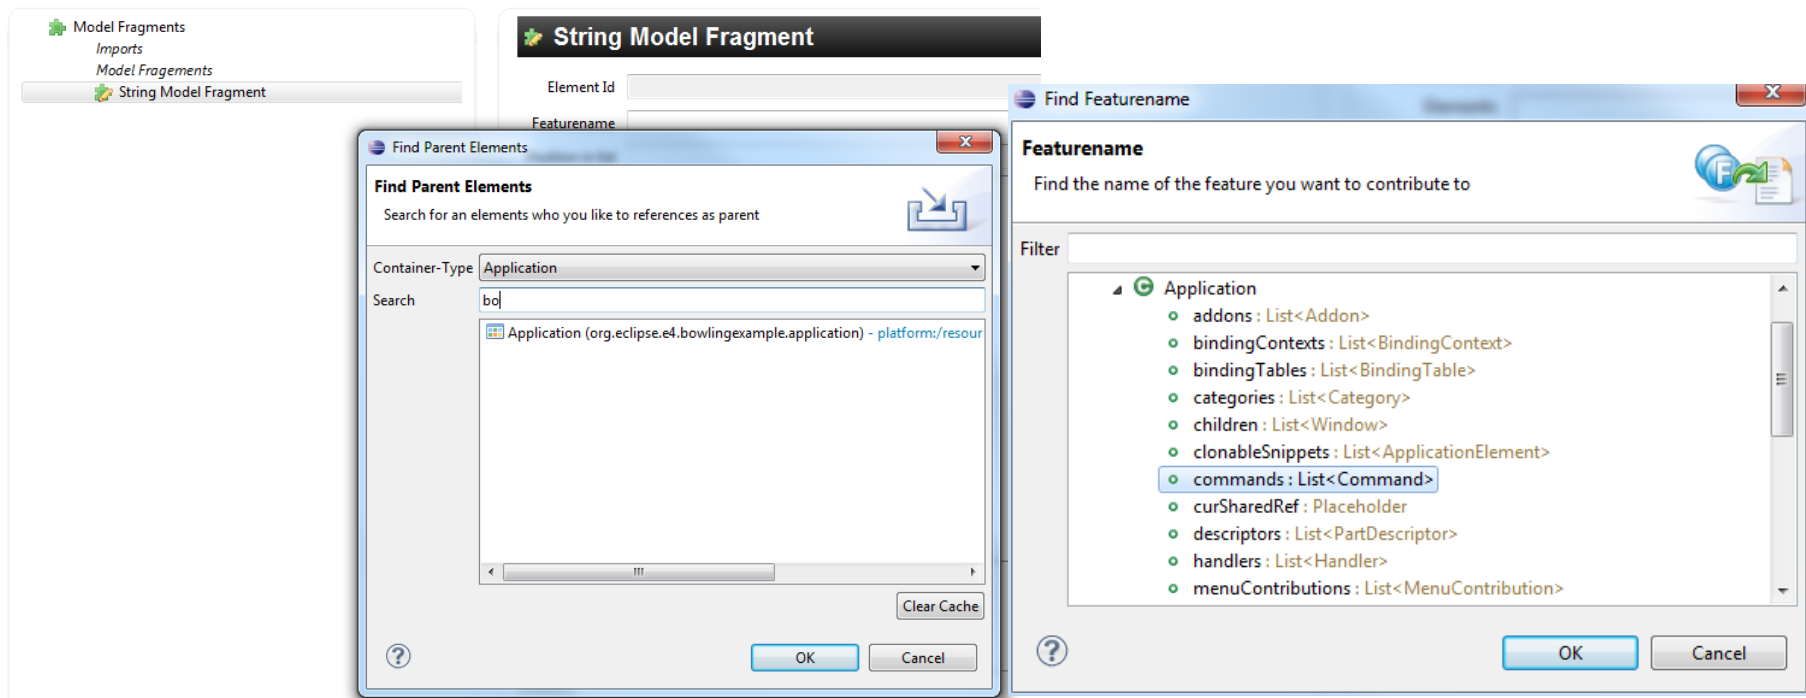 Model Fragments
Imports
Model Fragements
String Model Fragment
String Model Fragment
Element Id
Featurename
Find Parent Elements
Find Parent Elements
Search for an elements who you like to references as parent
Container-Type Application
Search bo
Application (org.eclipse.e4.bowlingexample.application) - platform:/resour
Clear Cache
OK Cancel
Find Featurename
Featurename
Find the name of the feature you want to contribute to
Filter
Application
addons : List<Addon>
bindingContexts : List<BindingContext>
bindingTables : List<BindingTable>
categories : List<Category>
children : List<Window>
clonableSnippets : List<ApplicationElement>
commands : List<Command>
curSharedRef : Placeholder
descriptors : List<PartDescriptor>
handlers : List<Handler>
menuContributions : List<MenuContribution>
OK Cancel